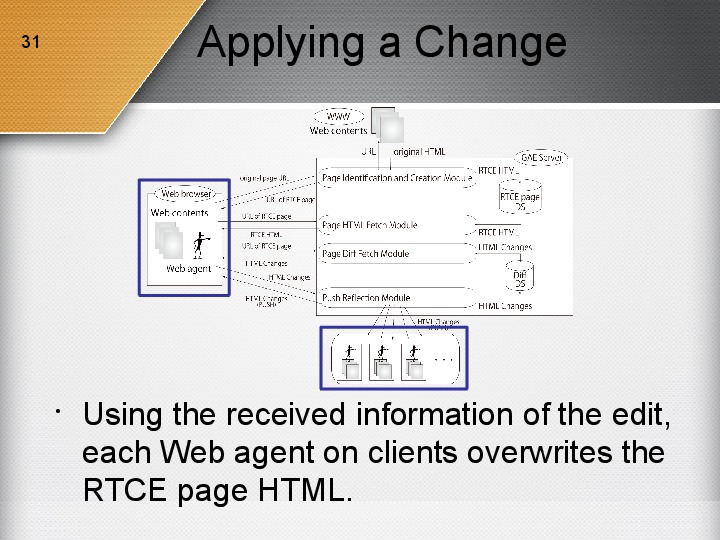 31
Applying a Change
WWW
Web contents
URL
original HTML
GAE Server
original page URL
Page Identification and Creation Module
RTCE HTML
Web browser
URL of RTCE page
RTCE page
DS
Web contents
URL of RTCE page
Page HTML Fetch Module
RTCE HTML
RTCE HTML
URL of RTCE page
HTML Changes
Page Diff Fetch Module
HTML Changes
Web agent
HTML Changes
Diff
DS
HTML Changes
(PUSH)
Push Reflection Module
HTML Changes
HTML Changes
. . .
• Using the received information of the edit,
each Web agent on clients overwrites the
RTCE page HTML.